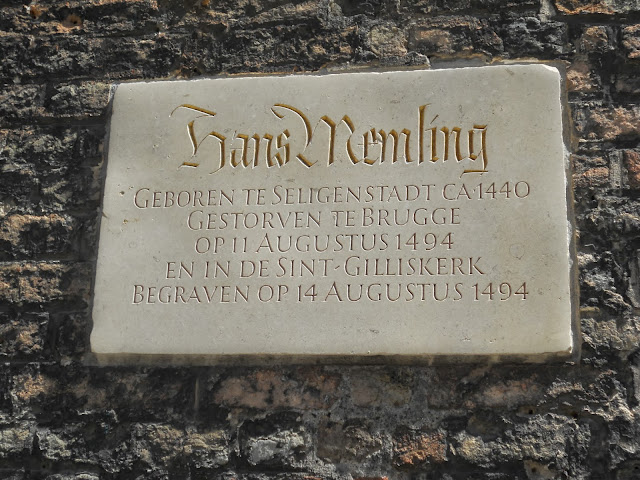 Hans Memling
GEBOREN TE SELIGENSTADT CA 1440
GESTORVEN TE BRUGGE
OP 11 AUGUSTUS 1494
EN IN DE SINT-GILLISKERK
BEGRAVEN OP 14 AUGUSTUS 1494